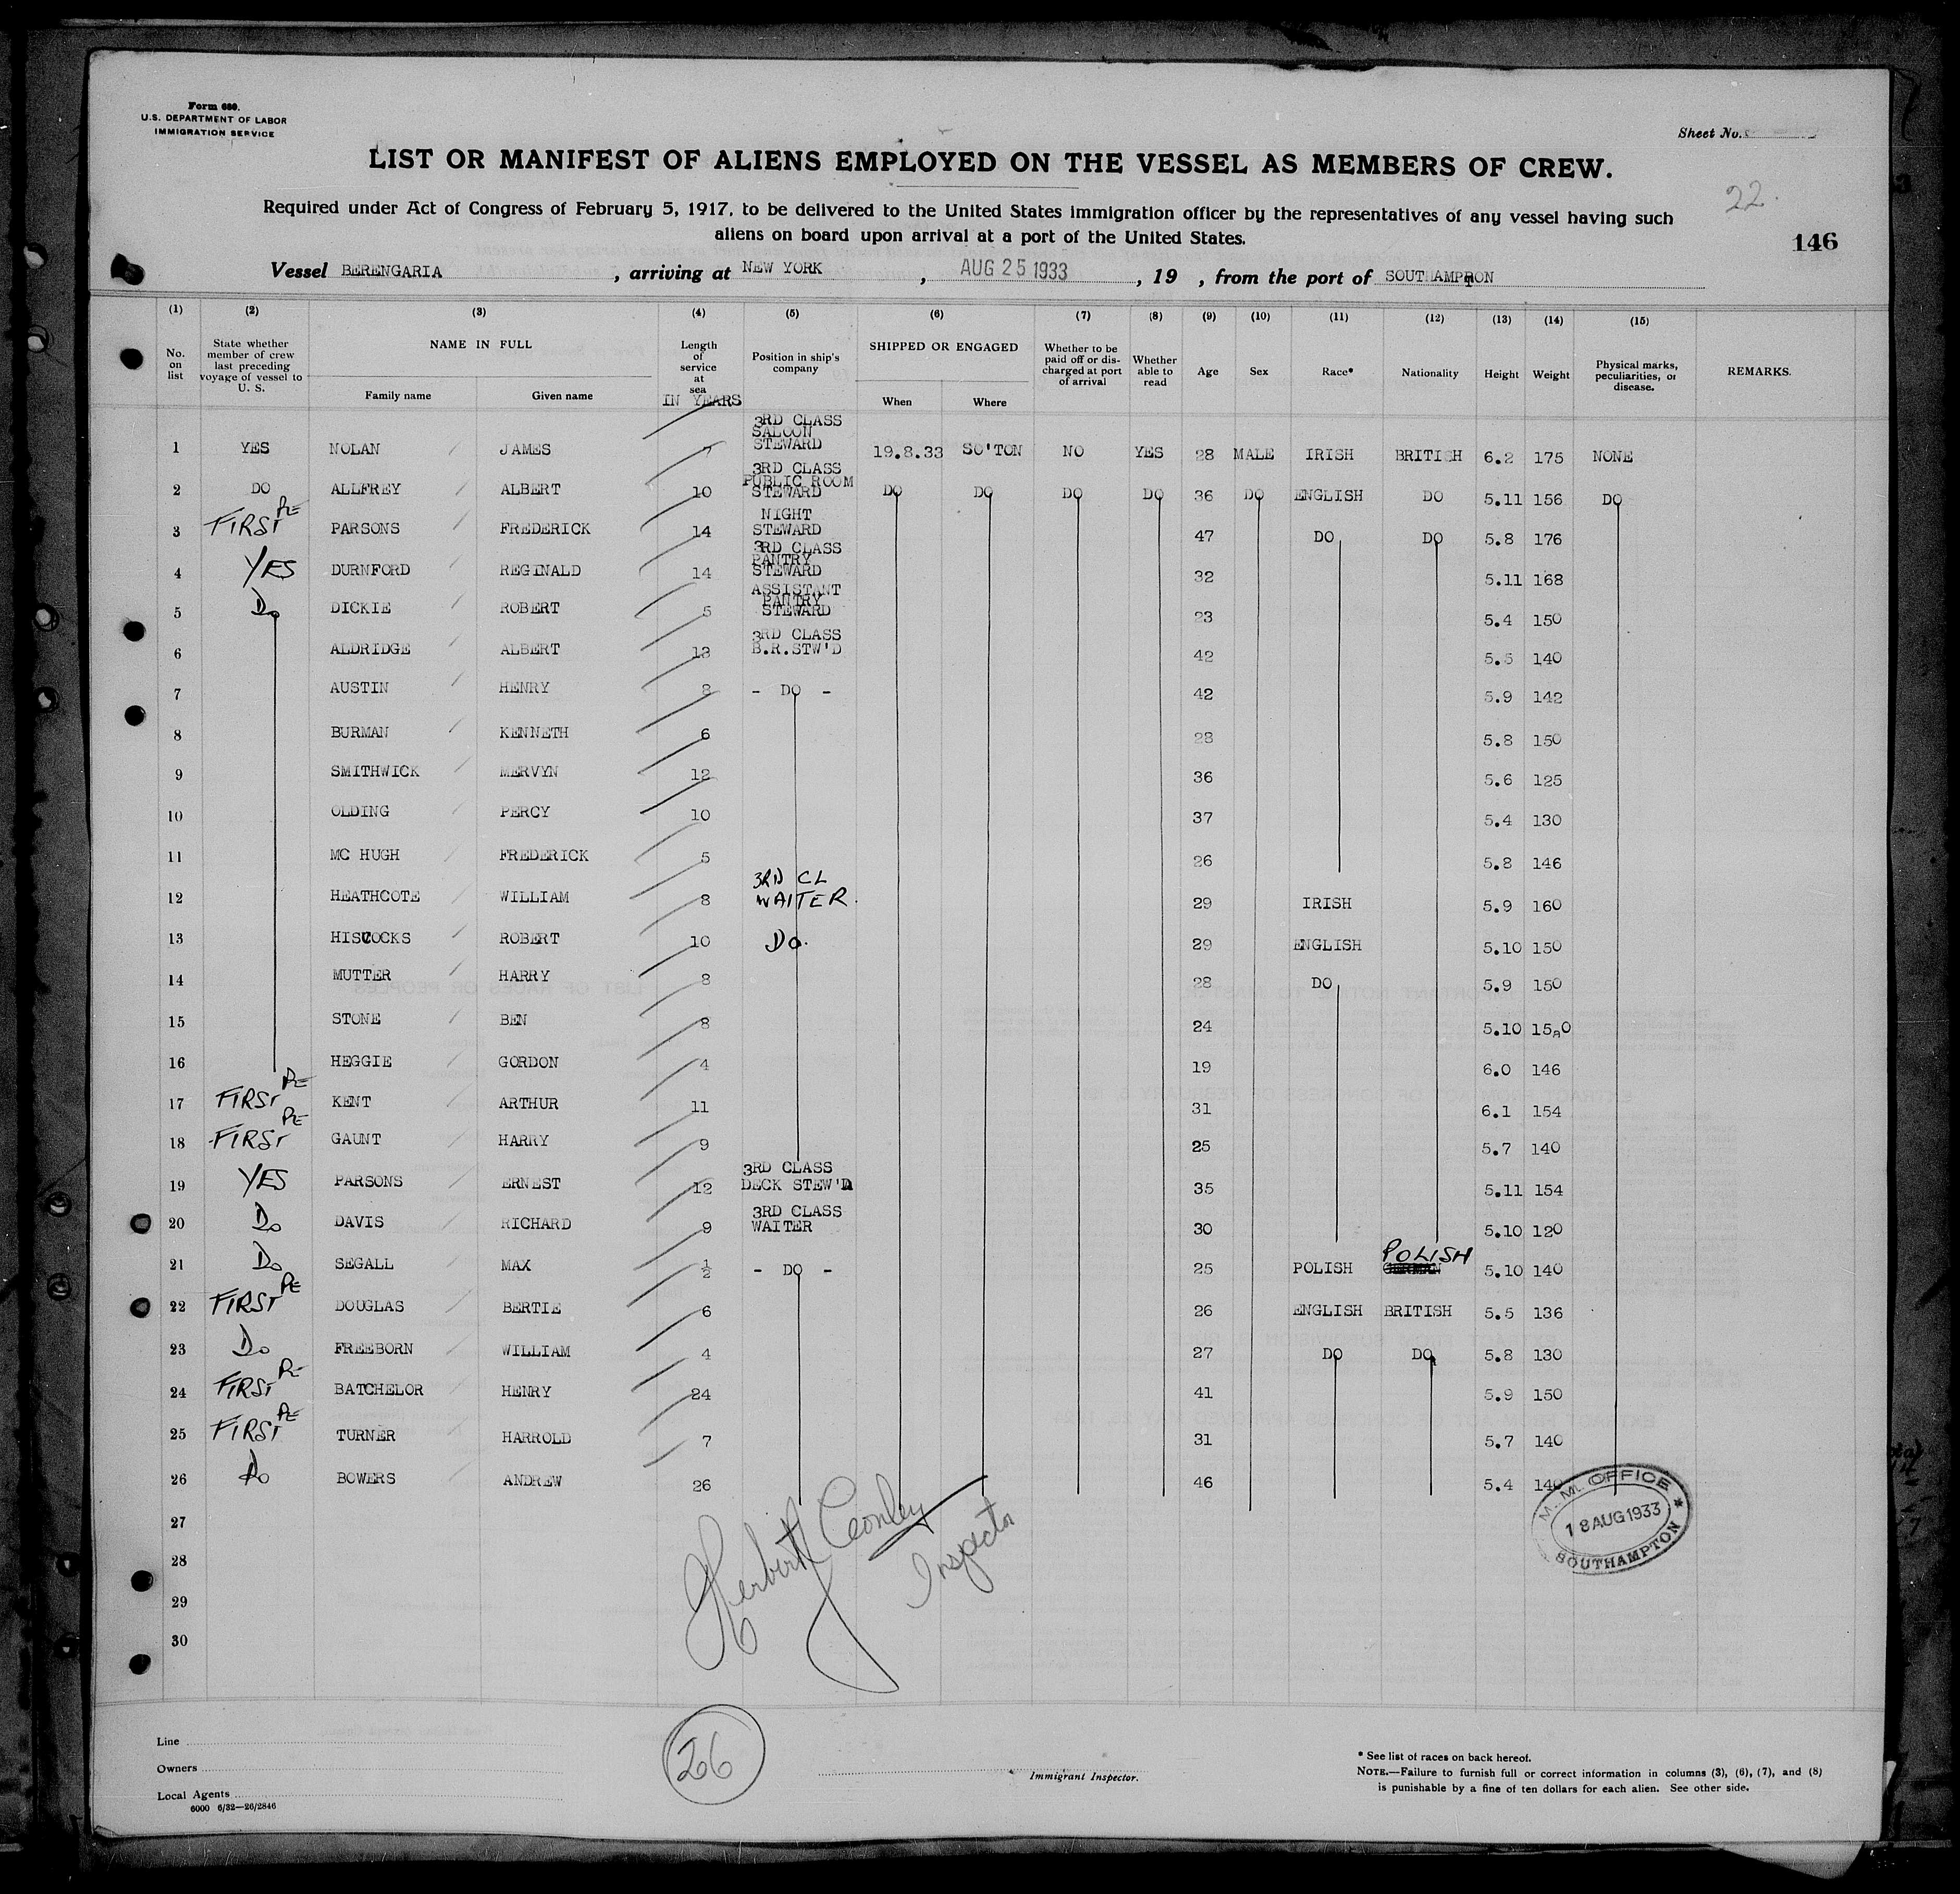 Form 680.
U.S. DEPARTMENT OF LABOR
IMMIGRATION SERVICE
Sheet No.
LIST OR MANIFEST OF ALIENS EMPLOYED ON THE VESSEL AS MEMBERS OF CREW.
22.
Required under Act of Congress of February 5, 1917, to be delivered to the United States immigration officer by the representatives of any vessel having such
aliens on board upon arrival at a port of the United States.
146
Vessel BERENGARIA, arriving at NEW YORK, AUG 25 1933, 19 , from the port of SOUTHAMPTON
(1) (2) (3) (4) (5) (6) (7) (8) (9) (10) (11) (12) (13) (14) (15)
No. on list State whether member of crew last preceding voyage of vessel to U. S. NAME IN FULL Family name Given name Length of service at sea IN YEARS Position in ship's company SHIPPED OR ENGAGED When Where Whether to be paid off or discharged at port of arrival Whether able to read Age Sex Race* Nationality Height Weight Physical marks, peculiarities, or disease. REMARKS.
1 YES NOLAN JAMES 7 3RD CLASS SALOON STEWARD 19.8.33 SO'TON NO YES 28 MALE IRISH BRITISH 6.2 175 NONE
2 DO ALLFREY ALBERT 10 3RD CLASS PUBLIC ROOM STEWARD DO DO DO DO 36 DO ENGLISH DO 5.11 156 DO
3 FIRST PE PARSONS FREDERICK 14 NIGHT STEWARD 47 DO DO 5.8 176
4 YES DURNFORD REGINALD 14 3RD CLASS PANTRY STEWARD 32 5.11 168
5 Do DICKIE ROBERT 5 ASSISTANT PANTRY STEWARD 23 5.4 150
6 ALDRIDGE ALBERT 13 3RD CLASS B.R.STW'D 42 5.5 140
7 AUSTIN HENRY 8 - DO - 42 5.9 142
8 BURMAN KENNETH 6 28 5.8 150
9 SMITHWICK MERVYN 12 36 5.6 125
10 OLDING PERCY 10 37 5.4 130
11 MC HUGH FREDERICK 5 26 5.8 146
12 HEATHCOTE WILLIAM 8 3RD CL WAITER. 29 IRISH 5.9 160
13 HISCOCKS ROBERT 10 Do. 29 ENGLISH 5.10 150
14 MUTTER HARRY 8 28 DO 5.9 150
15 STONE BEN 8 24 5.10 150
16 HEGGIE GORDON 4 19 6.0 146
17 FIRST PE KENT ARTHUR 11 31 6.1 154
18 FIRST PE GAUNT HARRY 9 25 5.7 140
19 YES PARSONS ERNEST 12 3RD CLASS DECK STEW'D 35 5.11 154
20 Do DAVIS RICHARD 9 3RD CLASS WAITER 30 5.10 120
21 Do SEGALL MAX ½ - DO - 25 POLISH POLISH GERMAN 5.10 140
22 FIRST PE DOUGLAS BERTIE 6 26 ENGLISH BRITISH 5.5 136
23 Do FREEBORN WILLIAM 4 27 DO DO 5.8 130
24 FIRST PE BATCHELOR HENRY 24 41 5.9 150
25 FIRST PE TURNER HARROLD 7 31 5.7 140
26 Do BOWERS ANDREW 26 46 5.4 140
27
28
29
30
M.M. OFFICE * 18 AUG 1933 SOUTHAMPTON
Herbert Inspector
26
Line
Owners
Local Agents
6000 6/32—26/2846
Immigrant Inspector.
* See list of races on back hereof.
NOTE.—Failure to furnish full or correct information in columns (3), (6), (7), and (8)
is punishable by a fine of ten dollars for each alien. See other side.